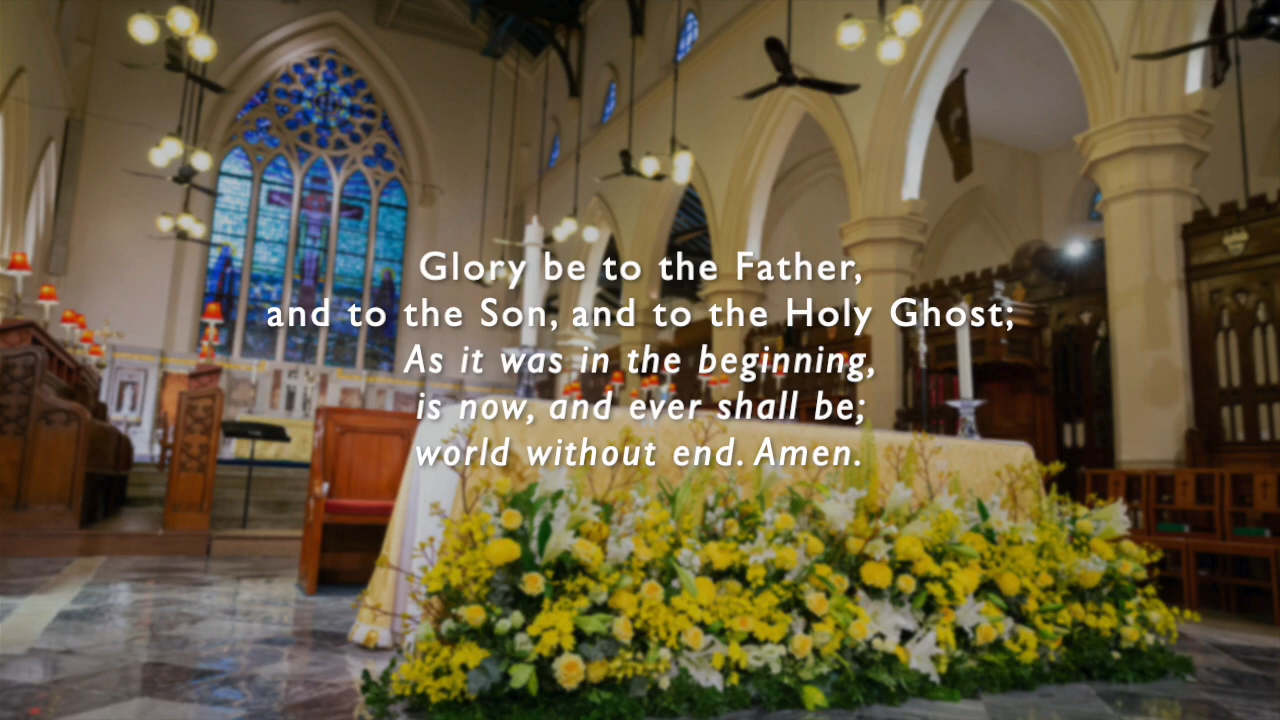 Glory be to the Father,
and to the Son, and to the Holy Ghost;
As it was in the beginning,
is now, and ever shall be;
world without end. Amen.